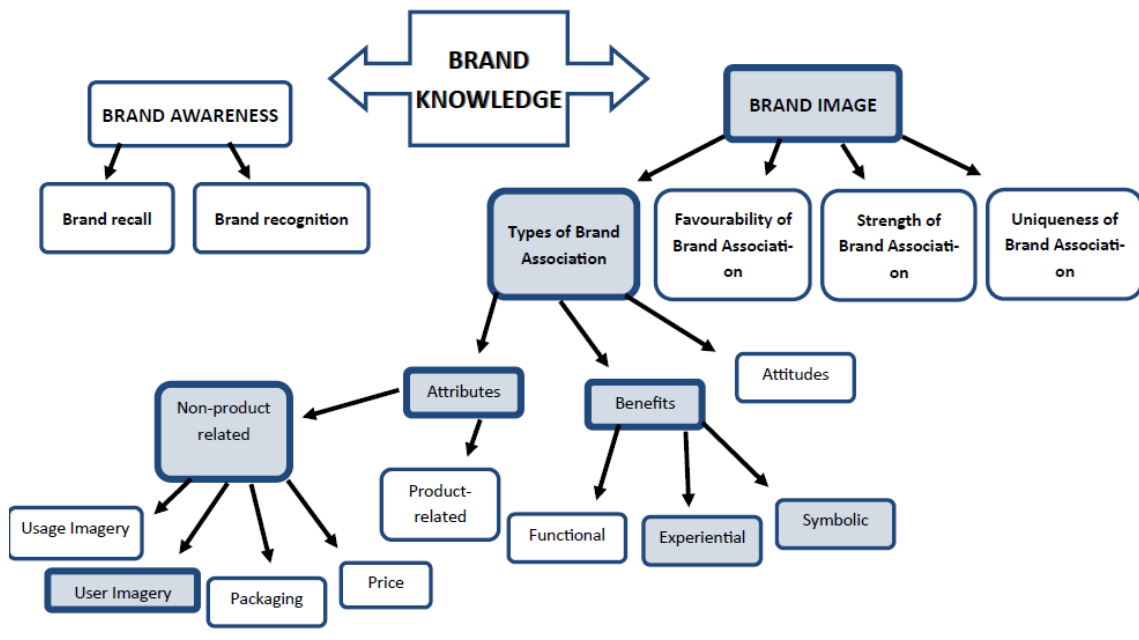 BRAND
KNOWLEDGE
BRAND AWARENESS
BRAND IMAGE
Brand recall
Brand recognition
Types of Brand
Association
Favourability of
Brand Associati-
on
Strength of
Brand Associati-
on
Uniqueness of
Brand Associati-
on
Attributes
Benefits
Attitudes
Non-product
related
Product-
related
Functional
Experiential
Symbolic
Usage Imagery
User Imagery
Packaging
Price